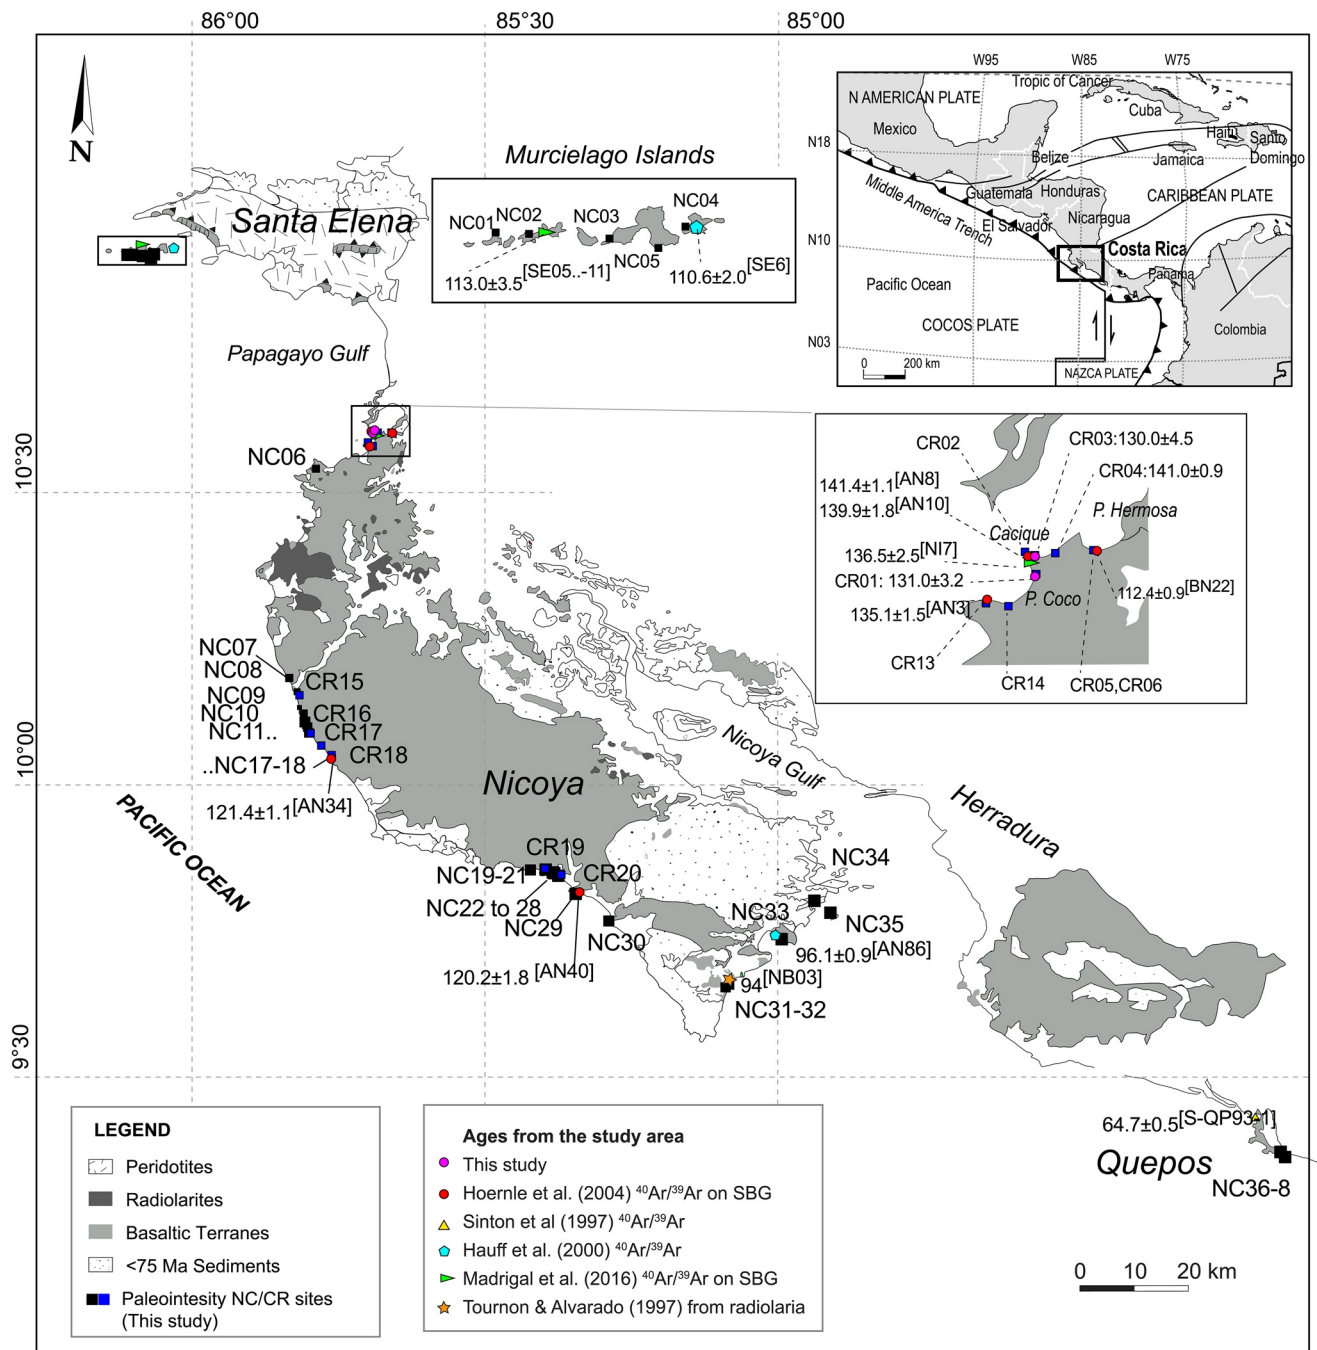 86°00'
85°30'
85°00'
N
Murcielago Islands
Santa Elena
NC01
NC02
NC03
NC04
NC05
113.0±3.5[SE05..-11]
110.6±2.0[SE6]
W95
W85
W75
Tropic of Cancer
N AMERICAN PLATE
Mexico
Cuba
Haiti
Santo
Domingo
N18
Belize
Jamaica
Guatemala
Honduras
CARIBBEAN PLATE
Middle America Trench
El Salvador
Nicaragua
N10
Costa Rica
Panama
Pacific Ocean
COCOS PLATE
Colombia
N03
NAZCA PLATE
0 200 km
Papagayo Gulf
10°30
NC06
CR02
CR03:130.0±4.5
CR04:141.0±0.9
141.4±1.1[AN8]
139.9±1.8[AN10]
P. Hermosa
Cacique
136.5±2.5[NI7]
CR01: 131.0±3.2
112.4±0.9[BN22]
P. Coco
135.1±1.5[AN3]
CR13
CR14
CR05,CR06
NC07
NC08
NC09
NC10
NC11..
..NC17-18
CR15
CR16
CR17
CR18
121.4±1.1[AN34]
10°00
PACIFIC OCEAN
Nicoya
Nicoya Gulf
Herradura
CR19
CR20
NC19-21
NC22 to 28
NC29
NC30
120.2±1.8 [AN40]
NC34
NC33
NC35
96.1±0.9[AN86]
94[NB03]
NC31-32
9°30
64.7±0.5[S-QP93-1]
Quepos
NC36-8
LEGEND
Peridotites
Radiolarites
Basaltic Terranes
<75 Ma Sediments
Paleointesity NC/CR sites
(This study)
Ages from the study area
This study
Hoernle et al. (2004) ⁴⁰Ar/³⁹Ar on SBG
Sinton et al (1997) ⁴⁰Ar/³⁹Ar
Hauff et al. (2000) ⁴⁰Ar/³⁹Ar
Madrigal et al. (2016) ⁴⁰Ar/³⁹Ar on SBG
Tournon & Alvarado (1997) from radiolaria
0 10 20 km